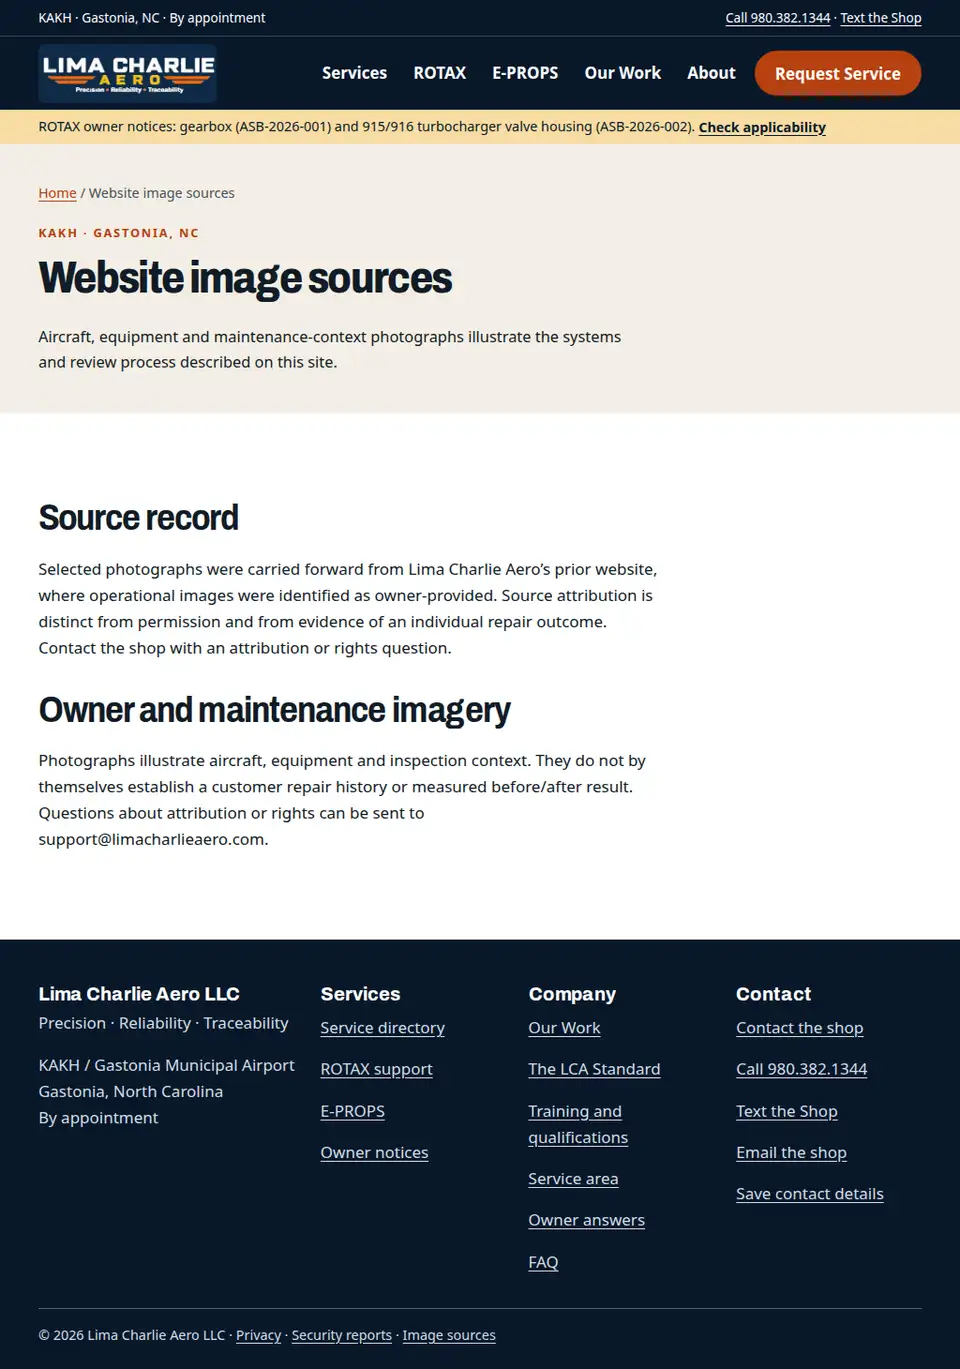 KAKH · Gastonia, NC · By appointment
Call 980.382.1344 · Text the Shop
LIMA CHARLIE
AERO
Precision • Reliability • Traceability
Services ROTAX E-PROPS Our Work About Request Service
ROTAX owner notices: gearbox (ASB-2026-001) and 915/916 turbocharger valve housing (ASB-2026-002). Check applicability
Home / Website image sources
KAKH · GASTONIA, NC
Website image sources
Aircraft, equipment and maintenance-context photographs illustrate the systems
and review process described on this site.
Source record
Selected photographs were carried forward from Lima Charlie Aero’s prior website,
where operational images were identified as owner-provided. Source attribution is
distinct from permission and from evidence of an individual repair outcome.
Contact the shop with an attribution or rights question.
Owner and maintenance imagery
Photographs illustrate aircraft, equipment and inspection context. They do not by
themselves establish a customer repair history or measured before/after result.
Questions about attribution or rights can be sent to
support@limacharlieaero.com.
Lima Charlie Aero LLC
Precision · Reliability · Traceability
KAKH / Gastonia Municipal Airport
Gastonia, North Carolina
By appointment
Services
Service directory
ROTAX support
E-PROPS
Owner notices
Company
Our Work
The LCA Standard
Training and
qualifications
Service area
Owner answers
FAQ
Contact
Contact the shop
Call 980.382.1344
Text the Shop
Email the shop
Save contact details
© 2026 Lima Charlie Aero LLC · Privacy · Security reports · Image sources